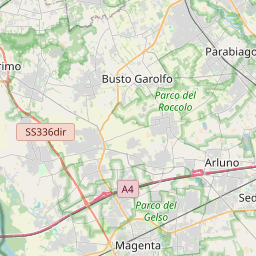 Parabiago
rimo
Busto Garolfo
Parco del
Roccolo
SS336dir
Arluno
A4
Sed
Parco del
Gelso
Magenta